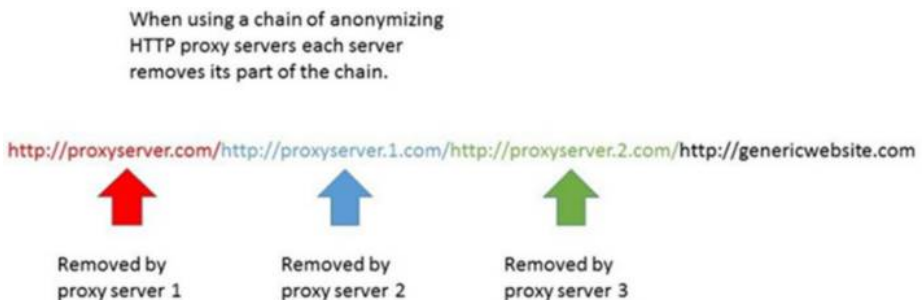 When using a chain of anonymizing
HTTP proxy servers each server
removes its part of the chain.
http://proxyserver.com/http://proxyserver.1.com/http://proxyserver.2.com/http://genericwebsite.com
Removed by
proxy server 1
Removed by
proxy server 2
Removed by
proxy server 3